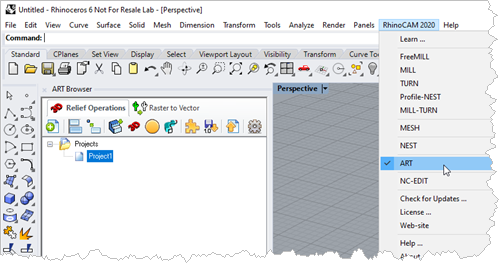 Untitled - Rhinoceros 6 Not For Resale Lab - [Perspective]
File Edit View Curve Surface Solid Mesh Dimension Transform Tools Analyze Render Panels RhinoCAM 2020 Help
Command:
Standard CPlanes Set View Display Select Viewport Layout Visibility Transform Curve Too
ART Browser
Relief Operations Raster to Vector
Projects
Project1
Perspective
Learn ...
FreeMILL
MILL
TURN
Profile-NEST
MILL-TURN
MESH
NEST
ART
NC-EDIT
Check for Updates ...
License ...
Web-site
Help ...
About